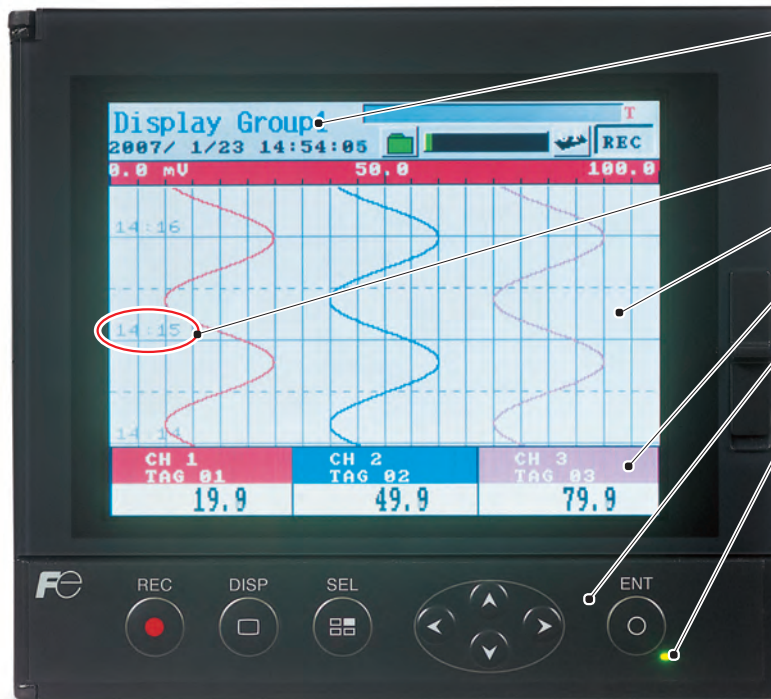 Display Group1
T
2007/ 1/23 14:54:05
REC
0.0 mV 50.0 100.0
14:16
14:15
14:14
CH 1 CH 2 CH 3
TAG 01 TAG 02 TAG 03
19.9 49.9 79.9
Fe
REC DISP SEL ENT